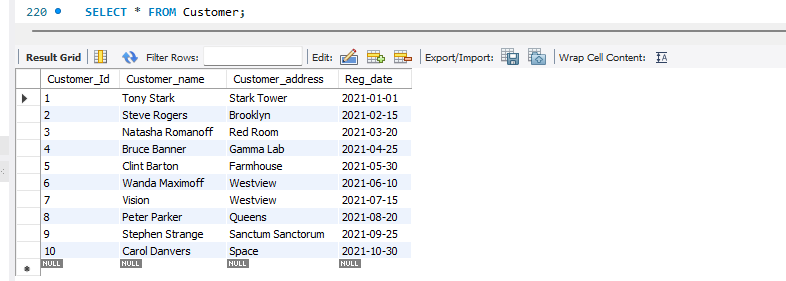 220 SELECT * FROM Customer;
Result Grid Filter Rows: Edit: Export/Import: Wrap Cell Content:
Customer_Id Customer_name Customer_address Reg_date
1 Tony Stark Stark Tower 2021-01-01
2 Steve Rogers Brooklyn 2021-02-15
3 Natasha Romanoff Red Room 2021-03-20
4 Bruce Banner Gamma Lab 2021-04-25
5 Clint Barton Farmhouse 2021-05-30
6 Wanda Maximoff Westview 2021-06-10
7 Vision Westview 2021-07-15
8 Peter Parker Queens 2021-08-20
9 Stephen Strange Sanctum Sanctorum 2021-09-25
10 Carol Danvers Space 2021-10-30
NULL NULL NULL NULL